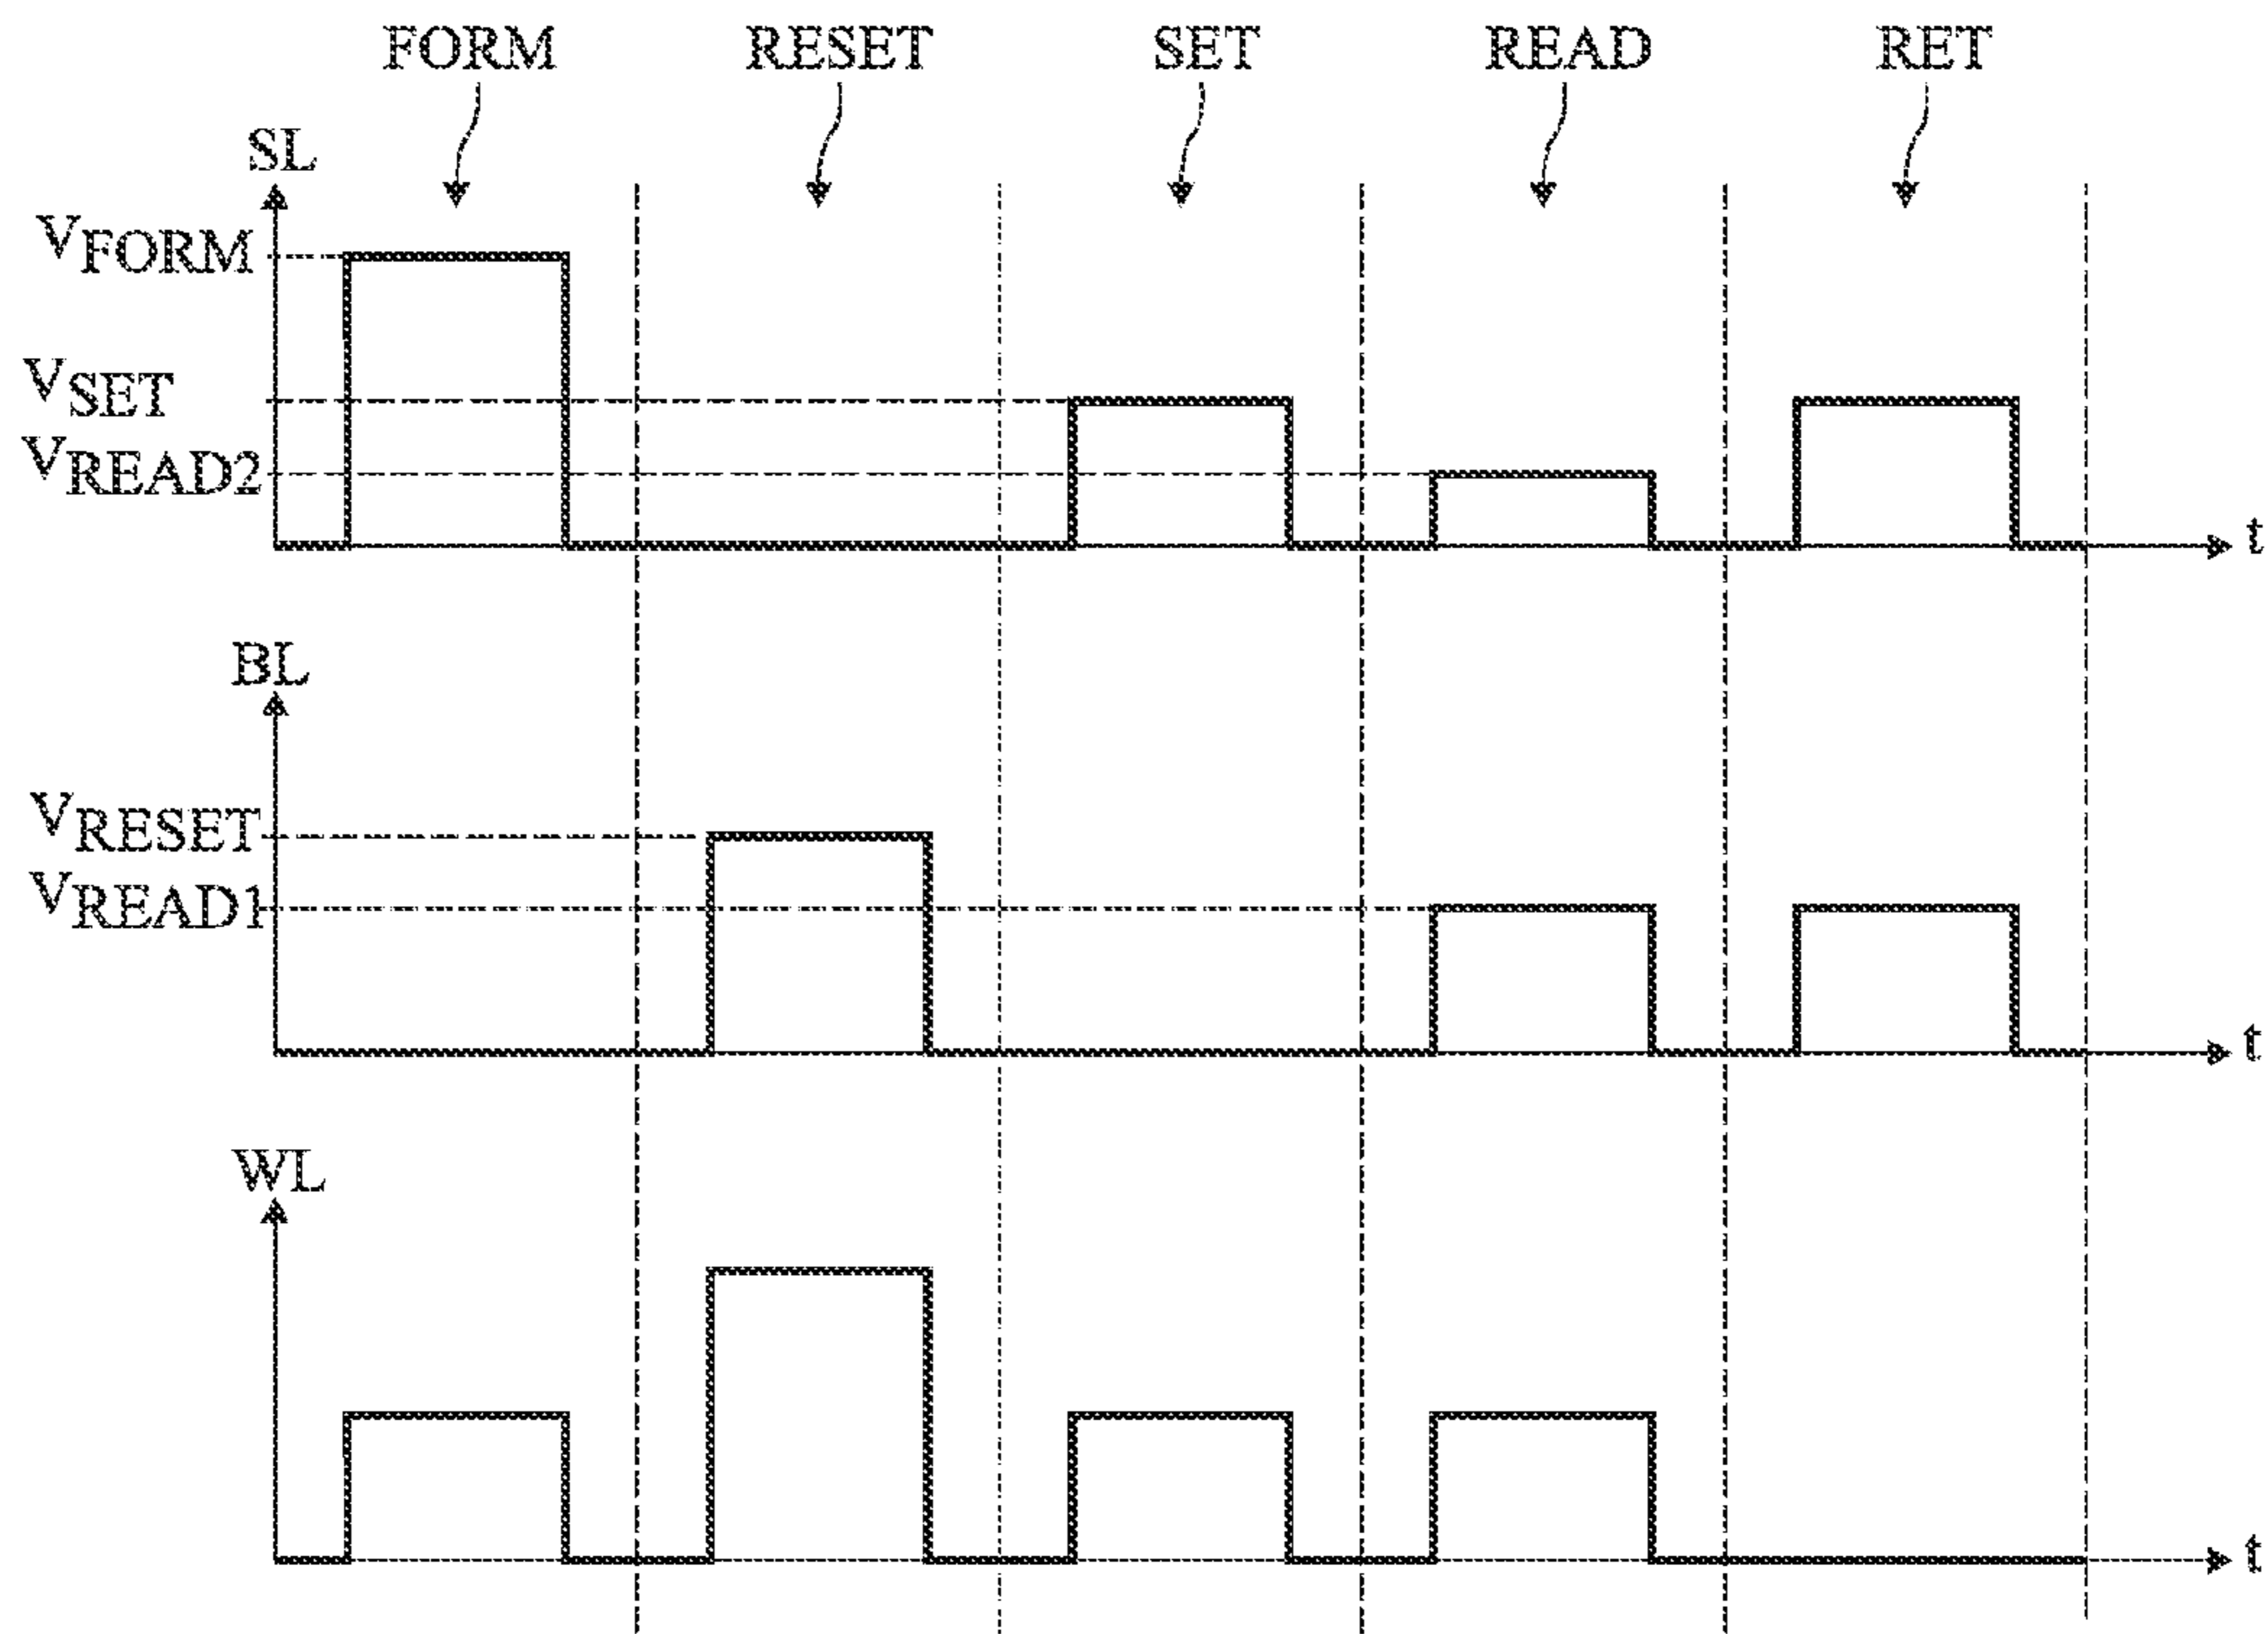 FORM RESET SET READ RET
SL
VFORM
VSET
VREAD2
t
BL
VRESET
VREAD1
t
WL
t